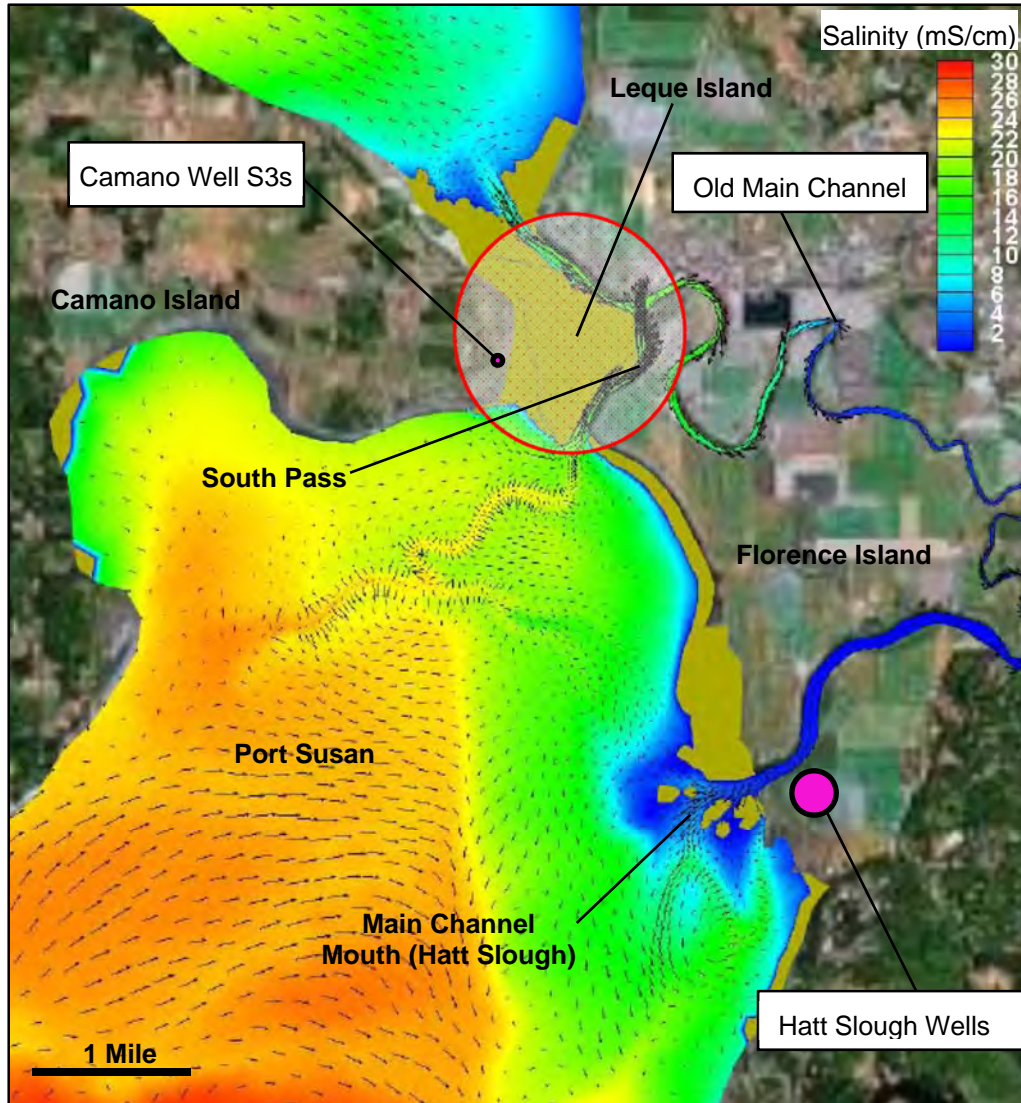 Salinity (mS/cm)
30
28
26
24
22
20
18
16
14
12
10
8
6
4
2
Leque Island
Camano Well S3s
Old Main Channel
Camano Island
South Pass
Florence Island
Port Susan
Main Channel
Mouth (Hatt Slough)
Hatt Slough Wells
1 Mile